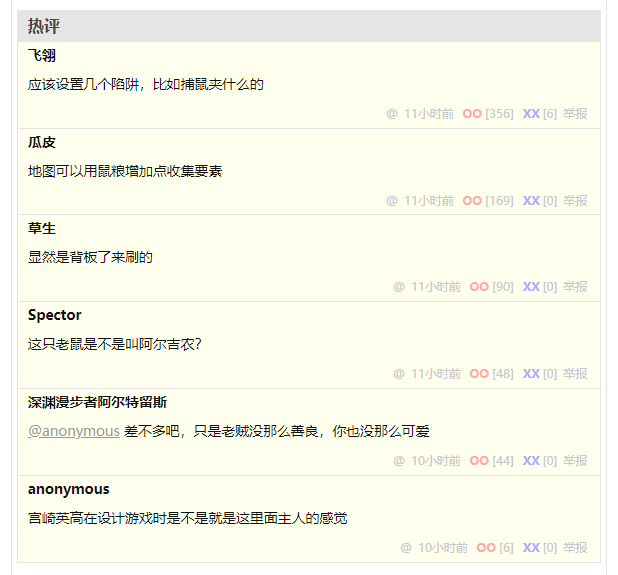 热评
飞翎
应该设置几个陷阱，比如捕鼠夹什么的
@ 11小时前 OO [356] XX [6] 举报
瓜皮
地图可以用鼠粮增加点收集要素
@ 11小时前 OO [169] XX [0] 举报
草生
显然是背板了来刷的
@ 11小时前 OO [90] XX [0] 举报
Spector
这只老鼠是不是叫阿尔吉农？
@ 11小时前 OO [48] XX [0] 举报
深渊漫步者阿尔特留斯
@anonymous 差不多吧，只是老贼没那么善良，你也没那么可爱
@ 10小时前 OO [44] XX [0] 举报
anonymous
宫崎英高在设计游戏时是不是就是这里面主人的感觉
@ 10小时前 OO [6] XX [0] 举报